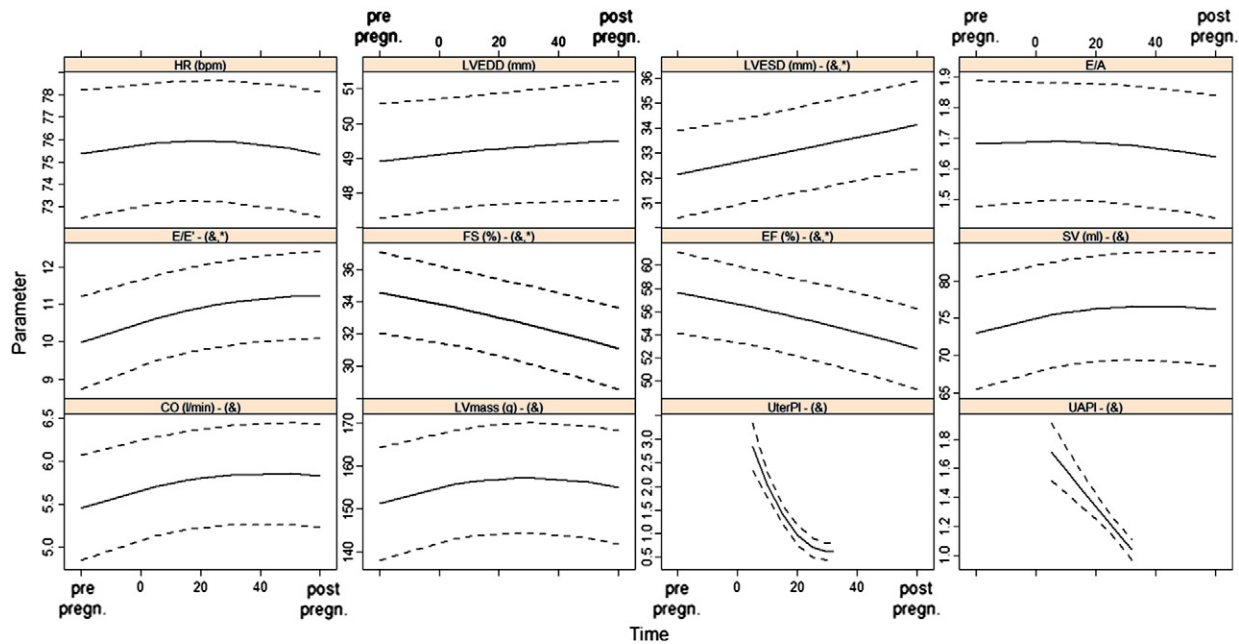 pre
pregn. 0 20 40 post
pregn.
pre
pregn. 0 20 40 post
pregn.
HR (bpm)
LVEDD (mm)
LVESD (mm) - (&,*)
E/A
73 74 75 76 77 78
48 49 50 51
31 32 33 34 35 36
1.5 1.6 1.7 1.8 1.9
E/E' - (&,*)
FS (%) - (&,*)
EF (%) - (&,*)
SV (ml) - (&)
9 10 11 12
30 32 34 36
50 52 54 56 58 60
65 70 75 80
CO (l/min) - (&)
LVmass (g) - (&)
UterPI - (&)
UAPI - (&)
5.0 5.5 6.0 6.5
140 150 160 170
0.5 1.0 1.5 2.0 2.5 3.0
1.0 1.2 1.4 1.6 1.8
Parameter
pre
pregn. 0 20 40 post
pregn.
pre
pregn. 0 20 40 post
pregn.
Time